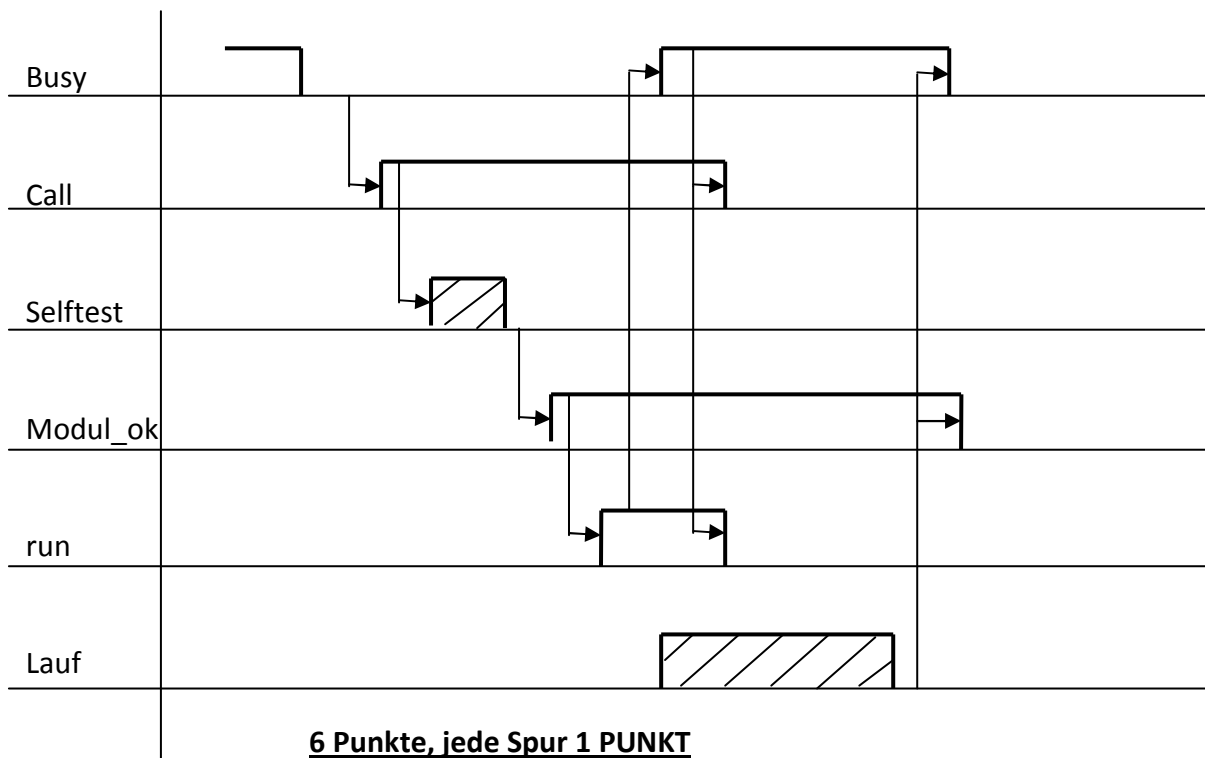 Busy
Call
Selftest
Modul_ok
run
Lauf
6 Punkte, jede Spur 1 PUNKT